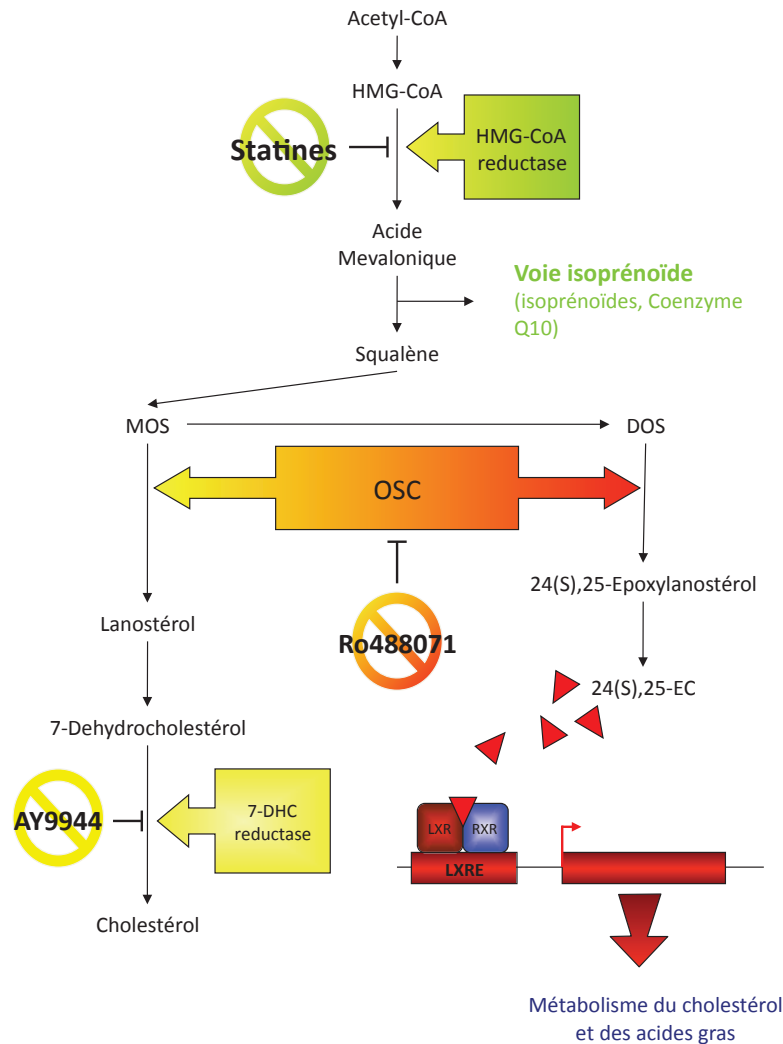 Acetyl-CoA
HMG-CoA
Statines
HMG-CoA
reductase
Acide
Mevalonique
Voie isoprénoïde
(isoprénoïdes, Coenzyme
Q10)
Squalène
MOS
DOS
OSC
24(S),25-Epoxylanostérol
Lanostérol
Ro488071
24(S),25-EC
7-Dehydrocholestérol
AY9944
7-DHC
reductase
LXR
RXR
LXRE
Cholestérol
Métabolisme du cholestérol
et des acides gras